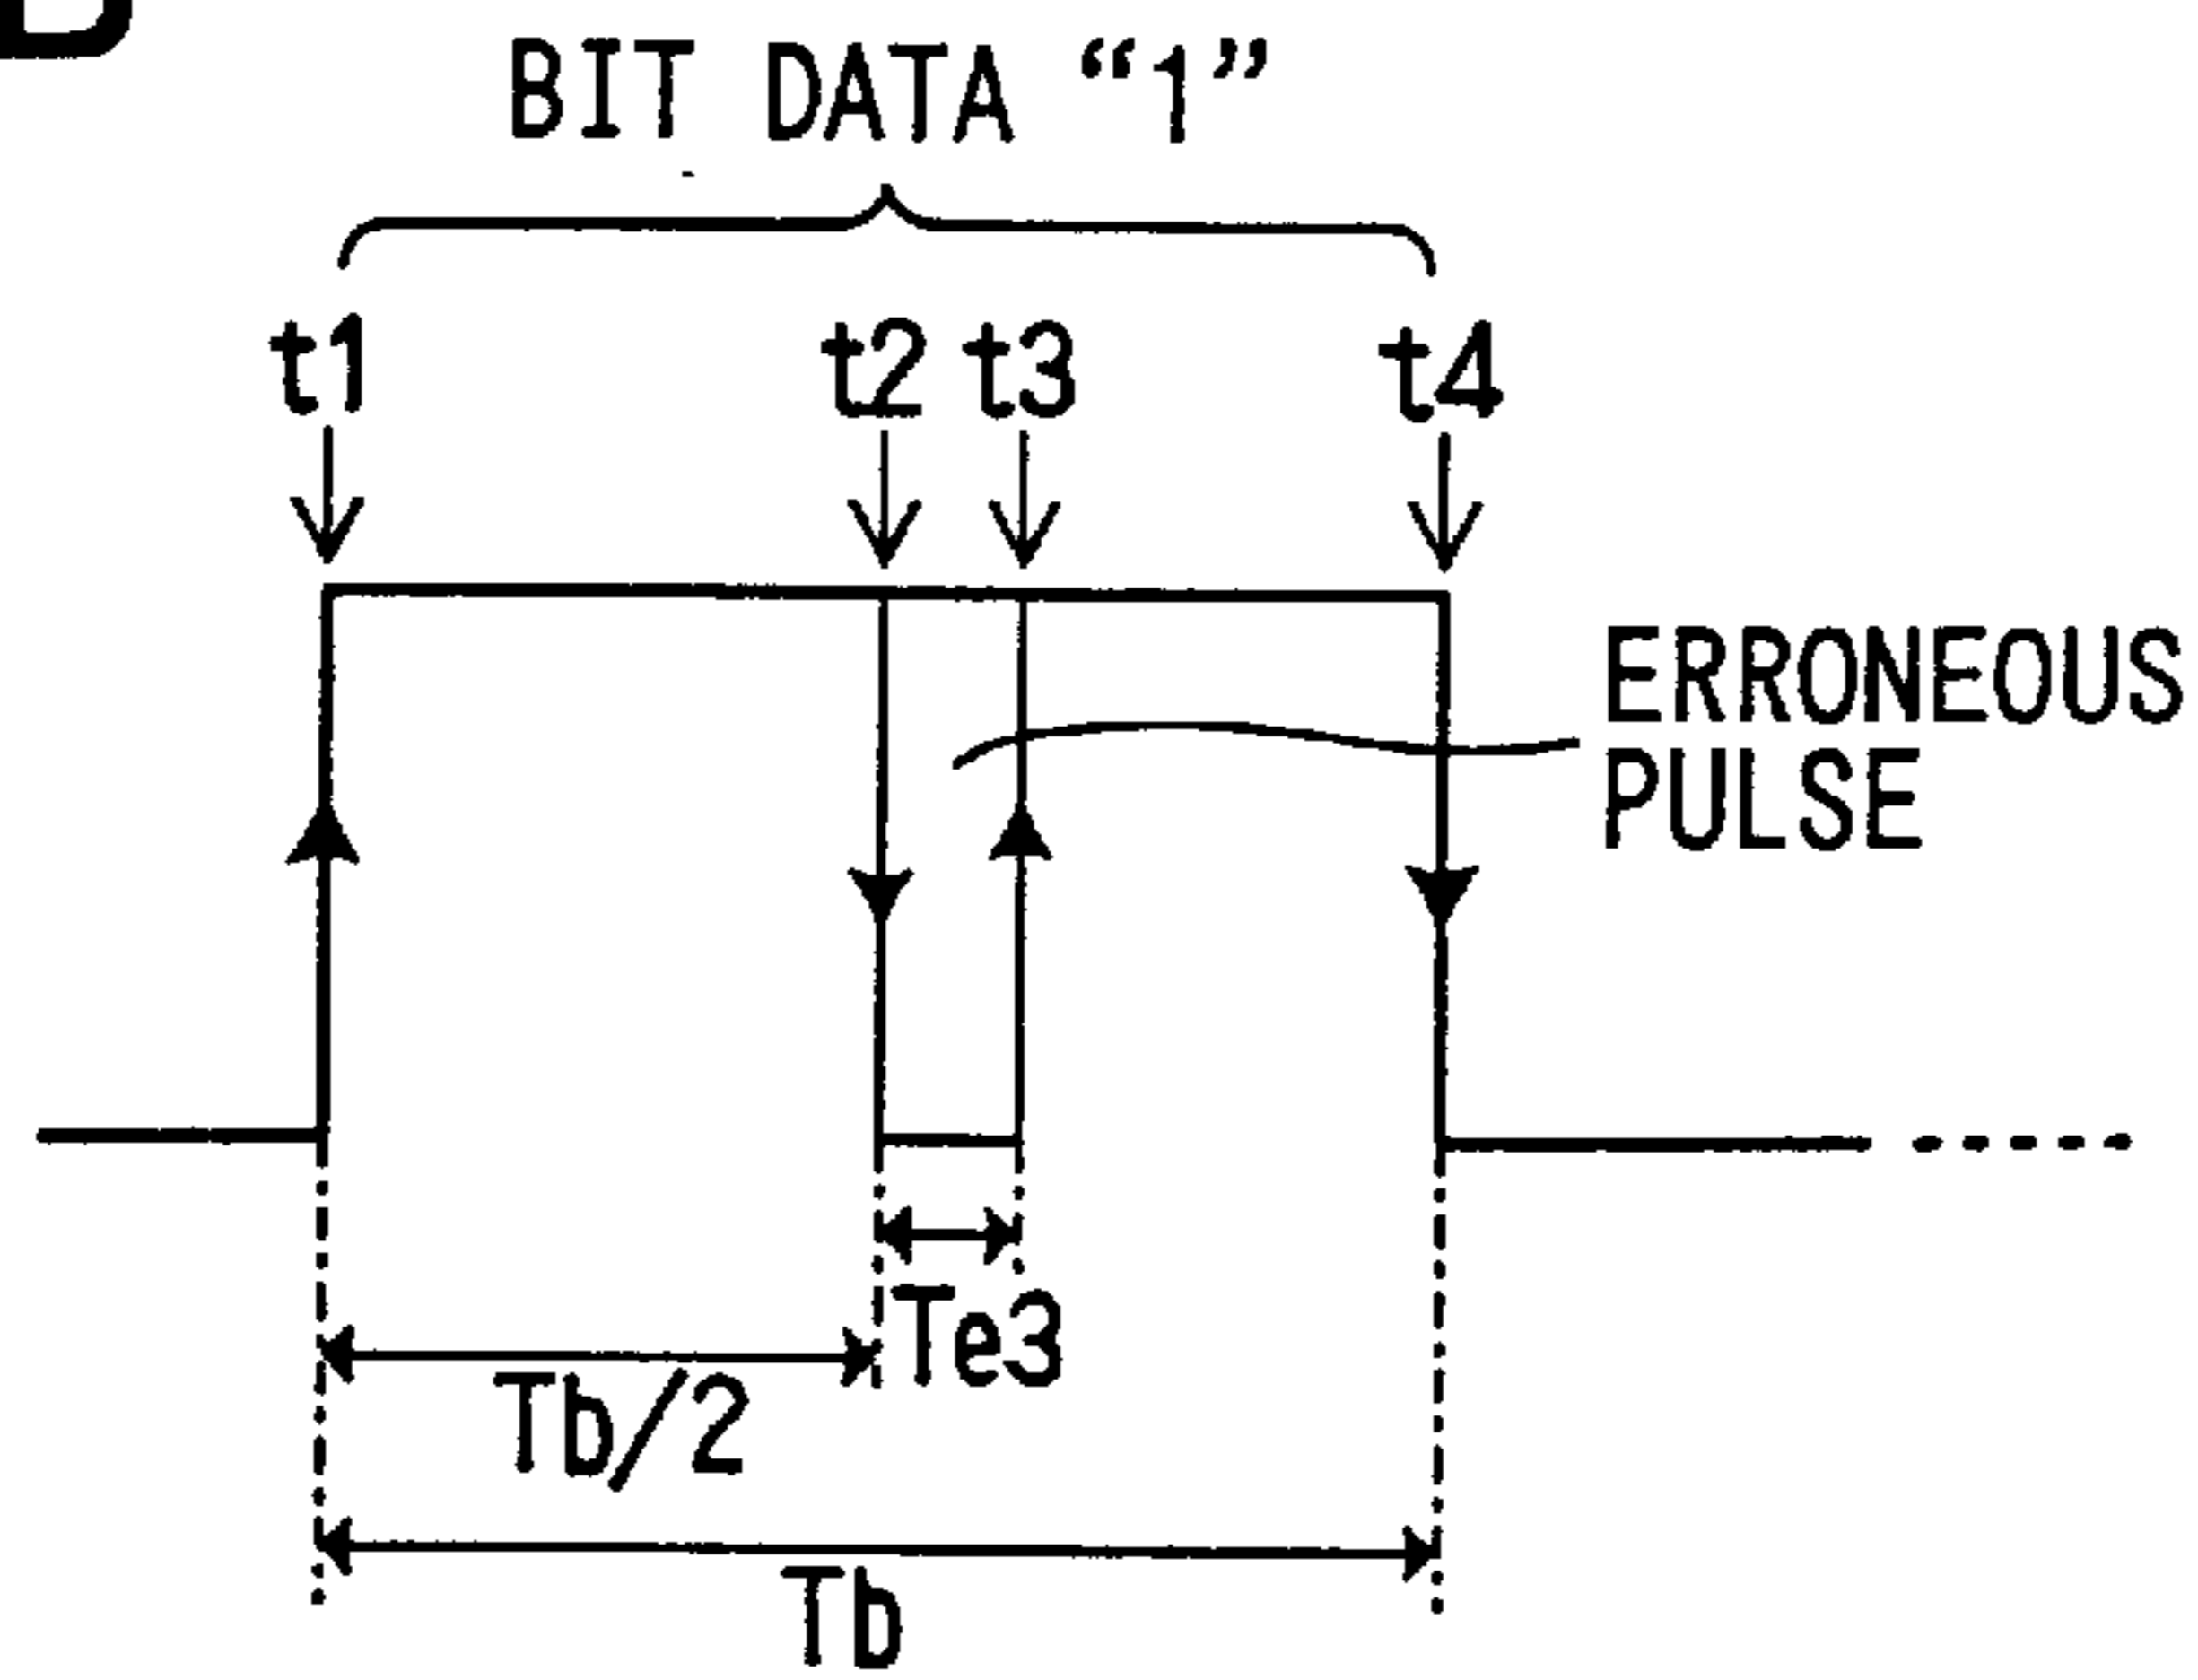 BIT DATA “1”
t1 t2 t3 t4
ERRONEOUS
PULSE
Te3
Tb/2
Tb